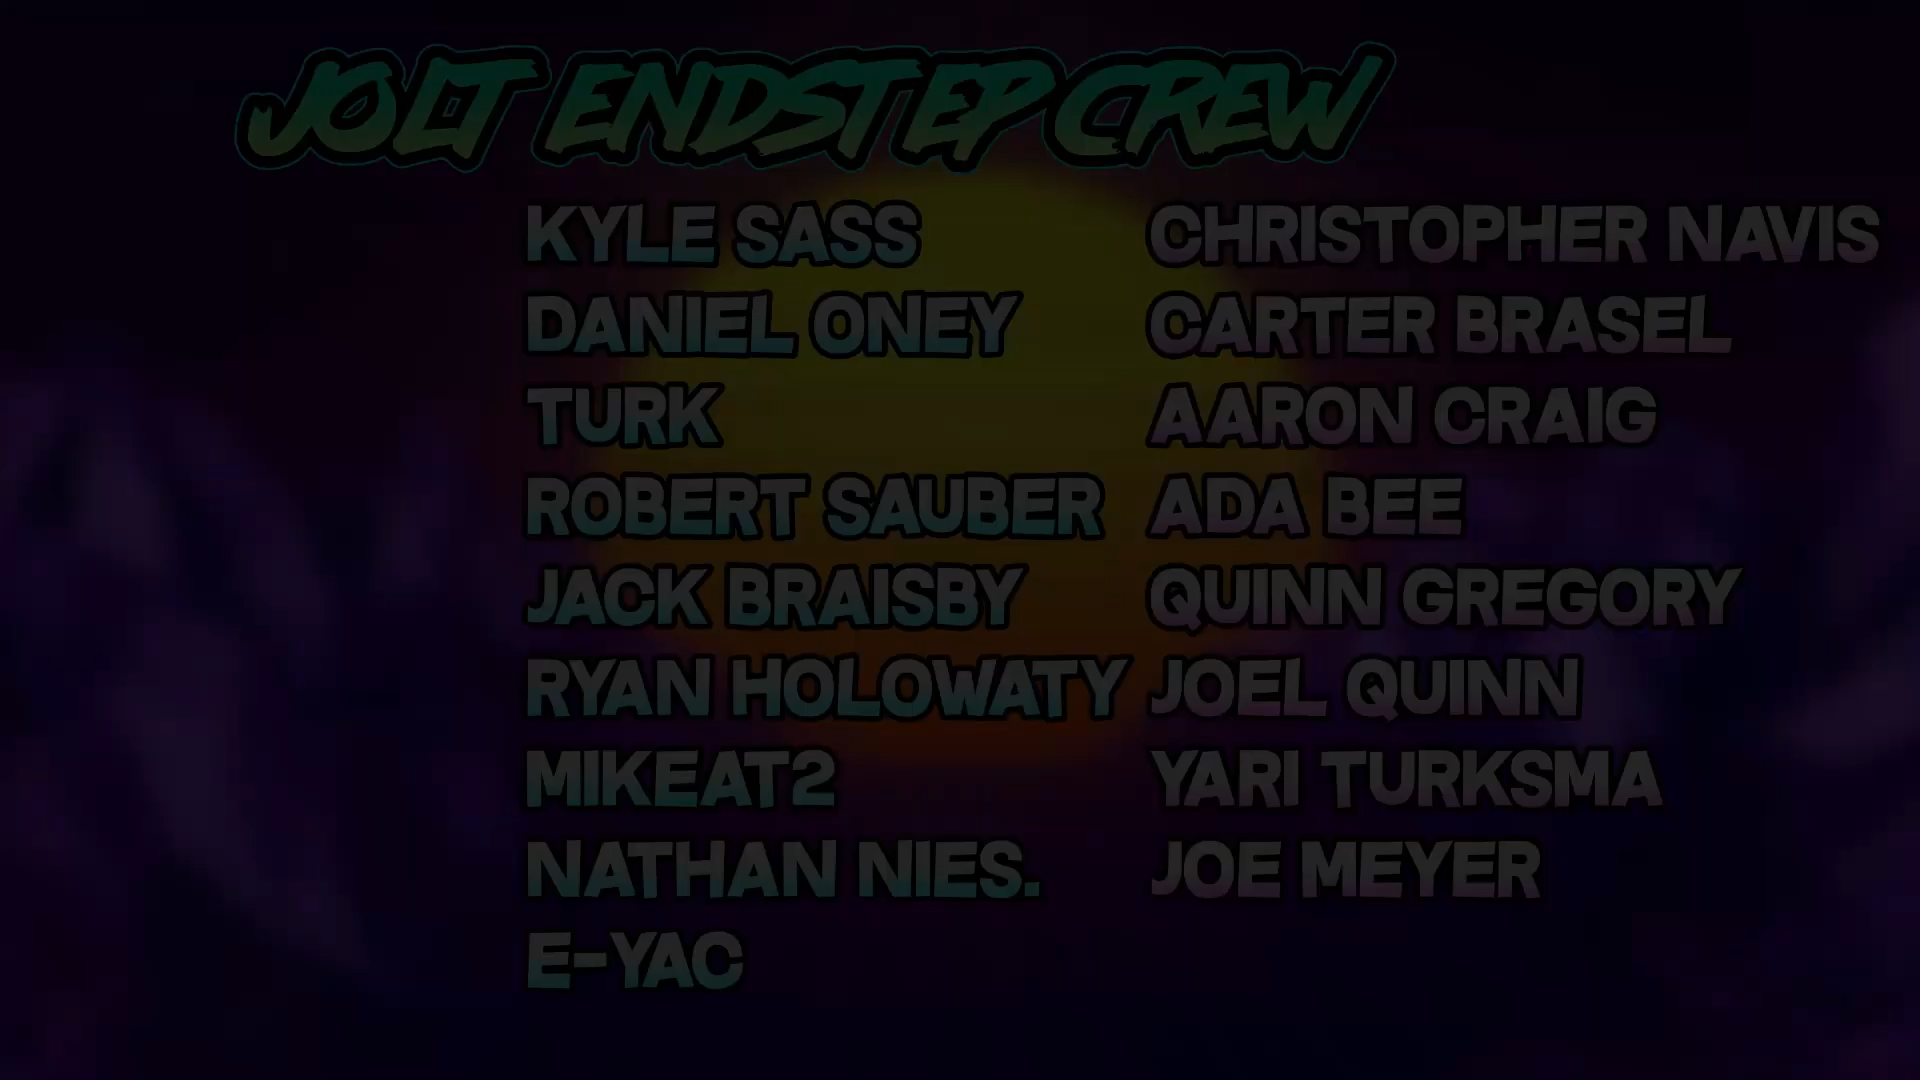 JOLT ENDSTEP CREW
KYLE SASS
DANIEL ONEY
TURK
ROBERT SAUBER
JACK BRAISBY
RYAN HOLOWATY
MIKEAT2
NATHAN NIES.
E-YAC
CHRISTOPHER NAVIS
CARTER BRASEL
AARON CRAIG
ADA BEE
QUINN GREGORY
JOEL QUINN
YARI TURKSMA
JOE MEYER